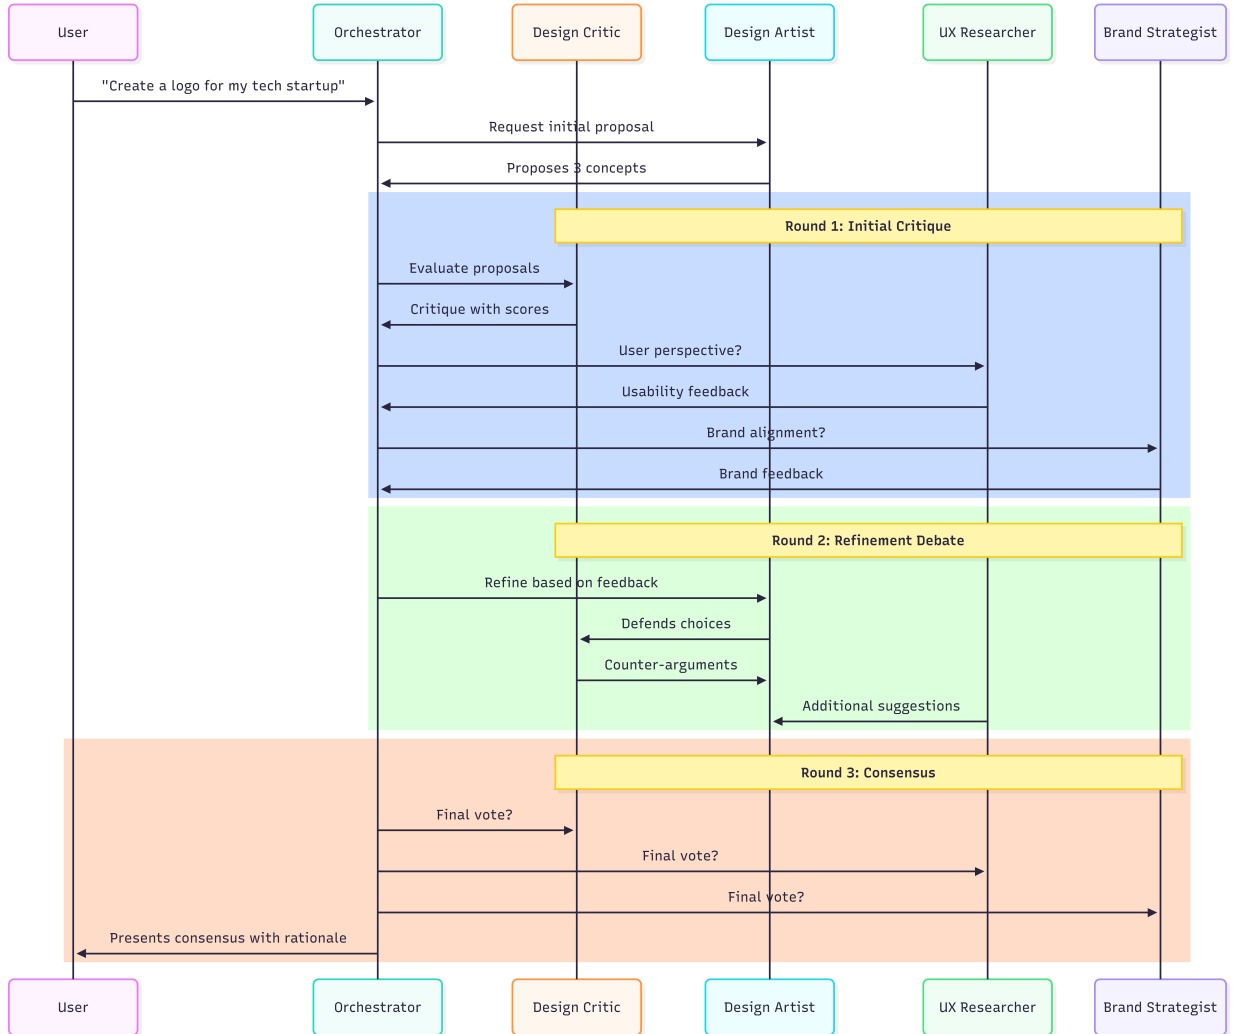 User
Orchestrator
Design Critic
Design Artist
UX Researcher
Brand Strategist
"Create a logo for my tech startup"
Request initial proposal
Proposes 3 concepts
Round 1: Initial Critique
Evaluate proposals
Critique with scores
User perspective?
Usability feedback
Brand alignment?
Brand feedback
Round 2: Refinement Debate
Refine based on feedback
Defends choices
Counter-arguments
Additional suggestions
Round 3: Consensus
Final vote?
Final vote?
Final vote?
Presents consensus with rationale
User
Orchestrator
Design Critic
Design Artist
UX Researcher
Brand Strategist